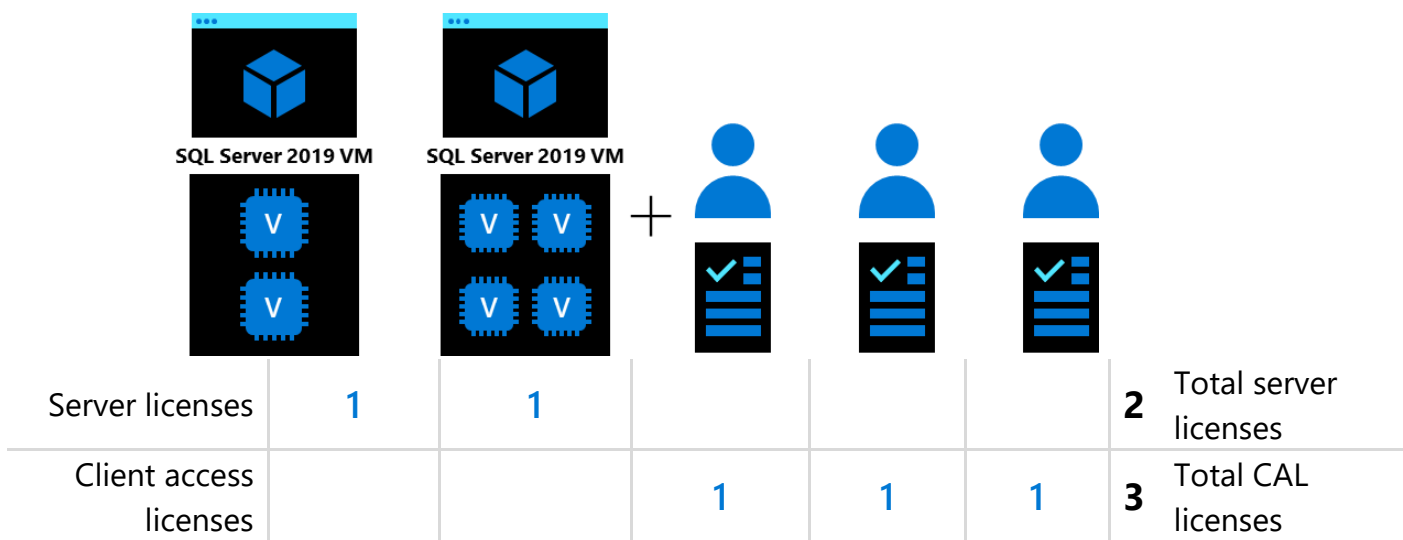 SQL Server 2019 VM
SQL Server 2019 VM
V
V
V
V
V
V
Server licenses
1
1
2
Total server
licenses
Client access
licenses
1
1
1
3
Total CAL
licenses